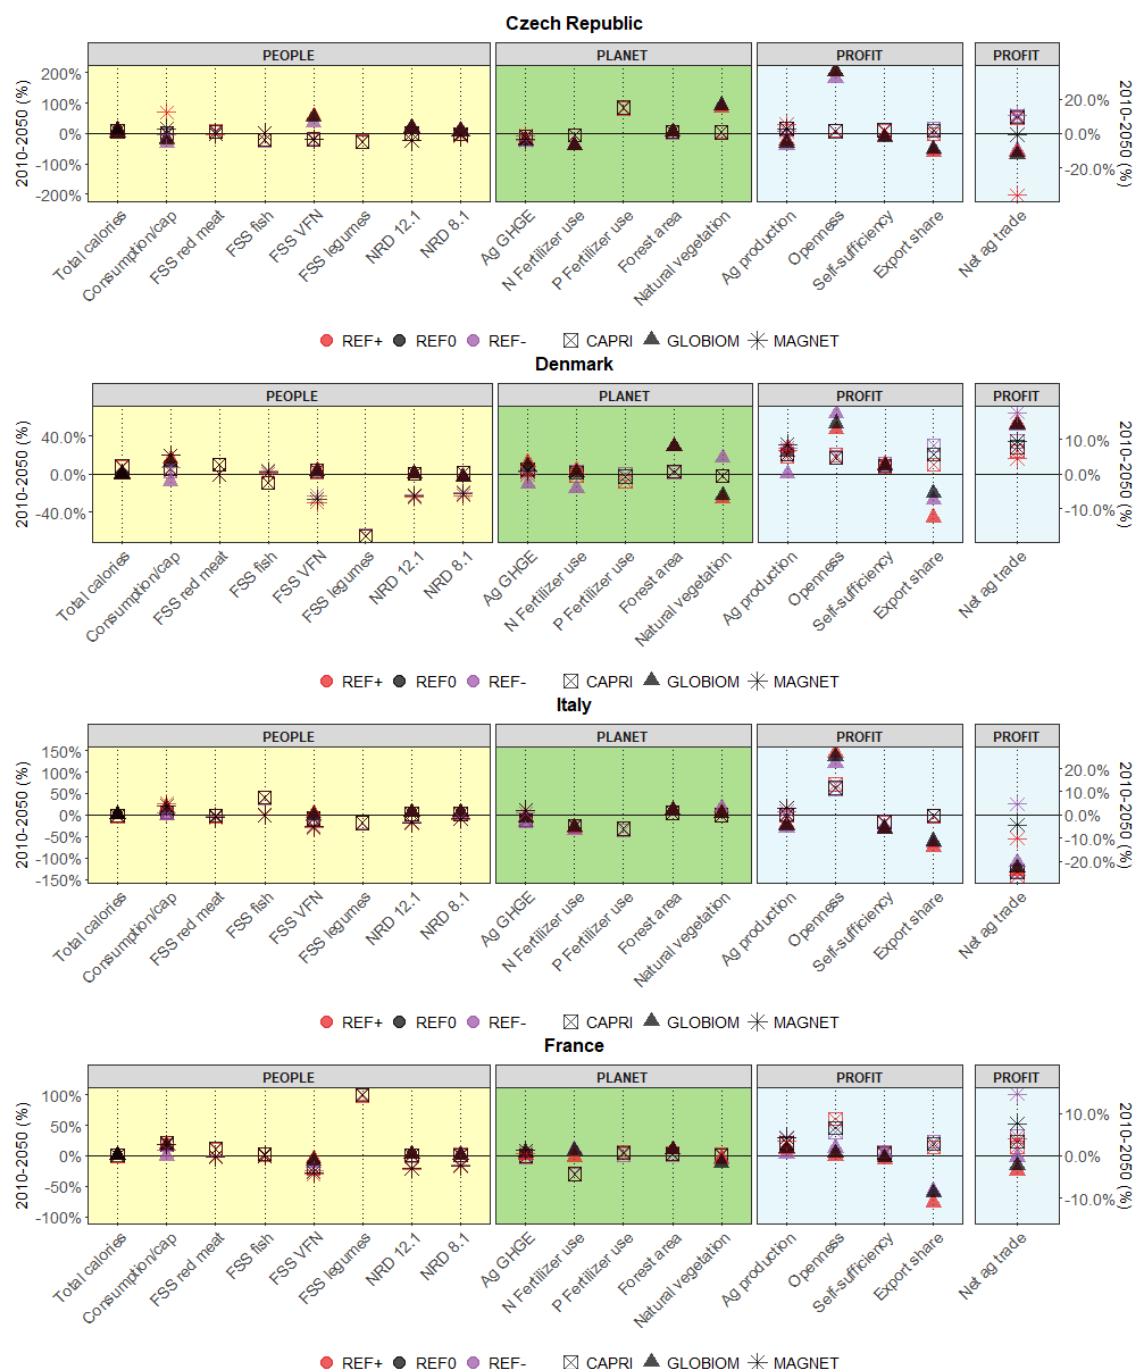 Czech Republic
PEOPLE PLANET PROFIT PROFIT
2010-2050 (%)
200%
100%
0%
-100%
-200%
20.0%
10.0%
0.0%
-10.0%
-20.0%
2010-2050 (%)
Total calories Consumption/cap FSS red meat FSS fish FSS VFN FSS legumes NRD 12.1 NRD 8.1 Ag GHGE N Fertilizer use P Fertilizer use Forest area Natural vegetation Ag production Openness Self-sufficiency Export share Net ag trade
REF+ REF0 REF- CAPRI GLOBIOM MAGNET
Denmark
PEOPLE PLANET PROFIT PROFIT
2010-2050 (%)
40.0%
0.0%
-40.0%
10.0%
0.0%
-10.0%
2010-2050 (%)
Total calories Consumption/cap FSS red meat FSS fish FSS VFN FSS legumes NRD 12.1 NRD 8.1 Ag GHGE N Fertilizer use P Fertilizer use Forest area Natural vegetation Ag production Openness Self-sufficiency Export share Net ag trade
REF+ REF0 REF- CAPRI GLOBIOM MAGNET
Italy
PEOPLE PLANET PROFIT PROFIT
2010-2050 (%)
150%
100%
50%
0%
-50%
-100%
-150%
20.0%
10.0%
0.0%
-10.0%
-20.0%
2010-2050 (%)
Total calories Consumption/cap FSS red meat FSS fish FSS VFN FSS legumes NRD 12.1 NRD 8.1 Ag GHGE N Fertilizer use P Fertilizer use Forest area Natural vegetation Ag production Openness Self-sufficiency Export share Net ag trade
REF+ REF0 REF- CAPRI GLOBIOM MAGNET
France
PEOPLE PLANET PROFIT PROFIT
2010-2050 (%)
100%
50%
0%
-50%
-100%
10.0%
0.0%
-10.0%
2010-2050 (%)
Total calories Consumption/cap FSS red meat FSS fish FSS VFN FSS legumes NRD 12.1 NRD 8.1 Ag GHGE N Fertilizer use P Fertilizer use Forest area Natural vegetation Ag production Openness Self-sufficiency Export share Net ag trade
REF+ REF0 REF- CAPRI GLOBIOM MAGNET